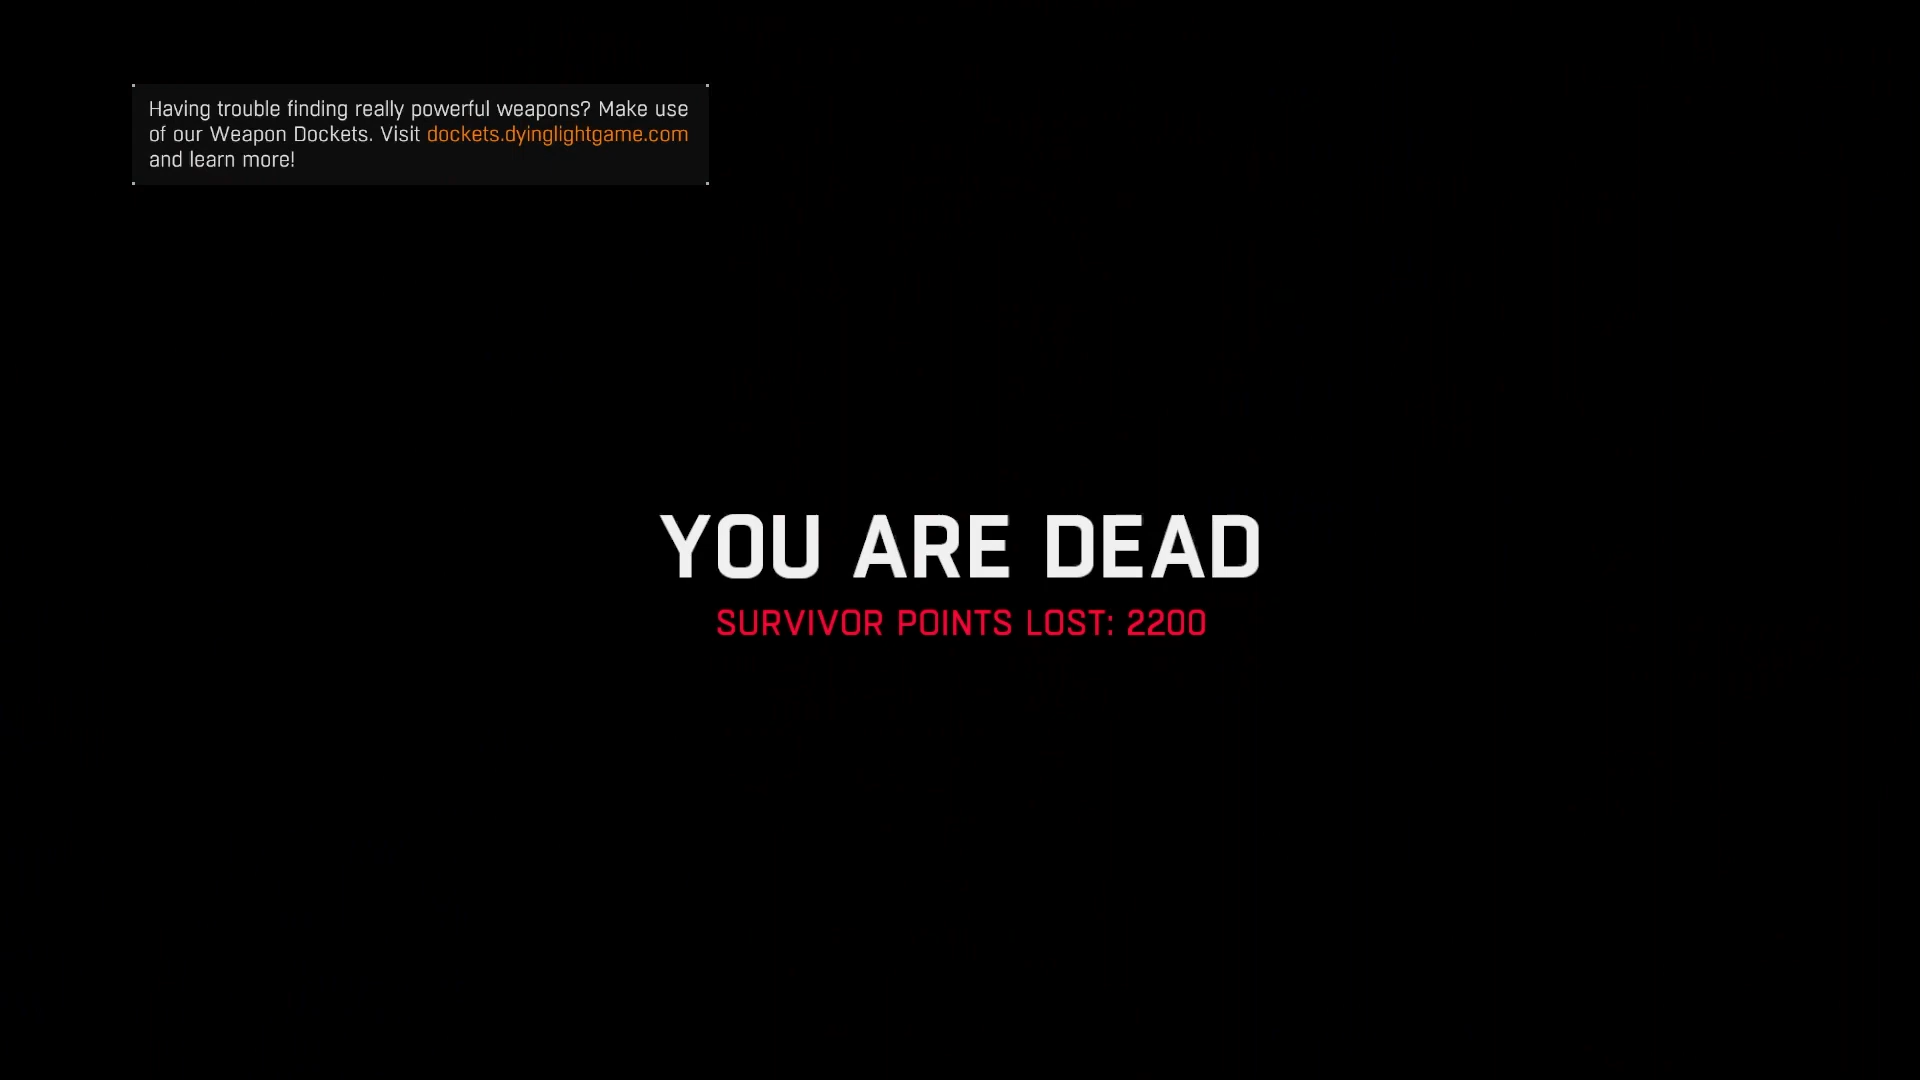 Having trouble finding really powerful weapons? Make use
of our Weapon Dockets. Visit dockets.dyinglightgame.com
and learn more!
YOU ARE DEAD
SURVIVOR POINTS LOST: 2200